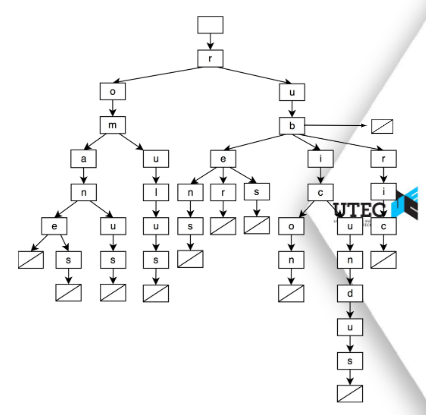 r
o u
m b
a u e i r
n l n r s c i
e u u s o u c
s s s n n
d
u
s
UTEG